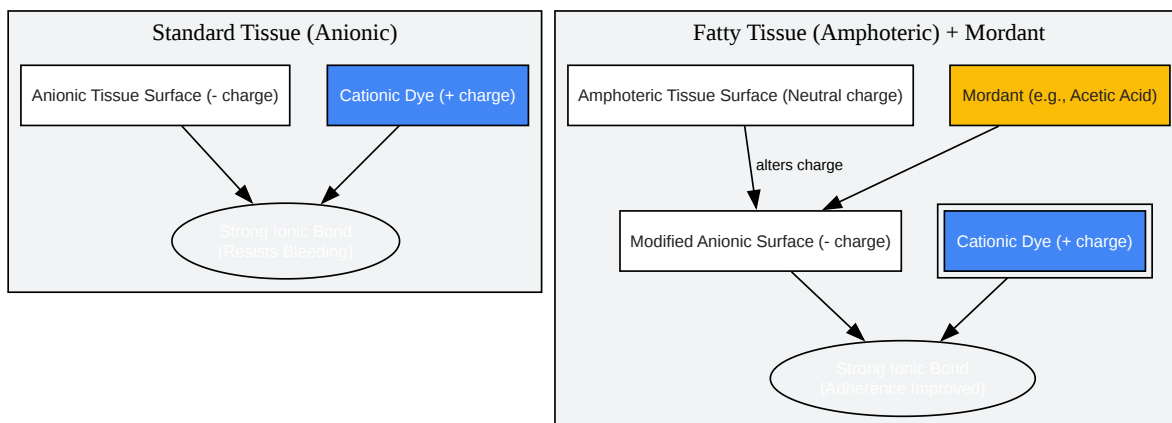 Standard Tissue (Anionic)
Anionic Tissue Surface (- charge)
Cationic Dye (+ charge)
Strong Ionic Bond
(Resists Bleeding)
Fatty Tissue (Amphoteric) + Mordant
Amphoteric Tissue Surface (Neutral charge)
Mordant (e.g., Acetic Acid)
alters charge
Modified Anionic Surface (- charge)
Cationic Dye (+ charge)
Strong Ionic Bond
(Adherence Improved)